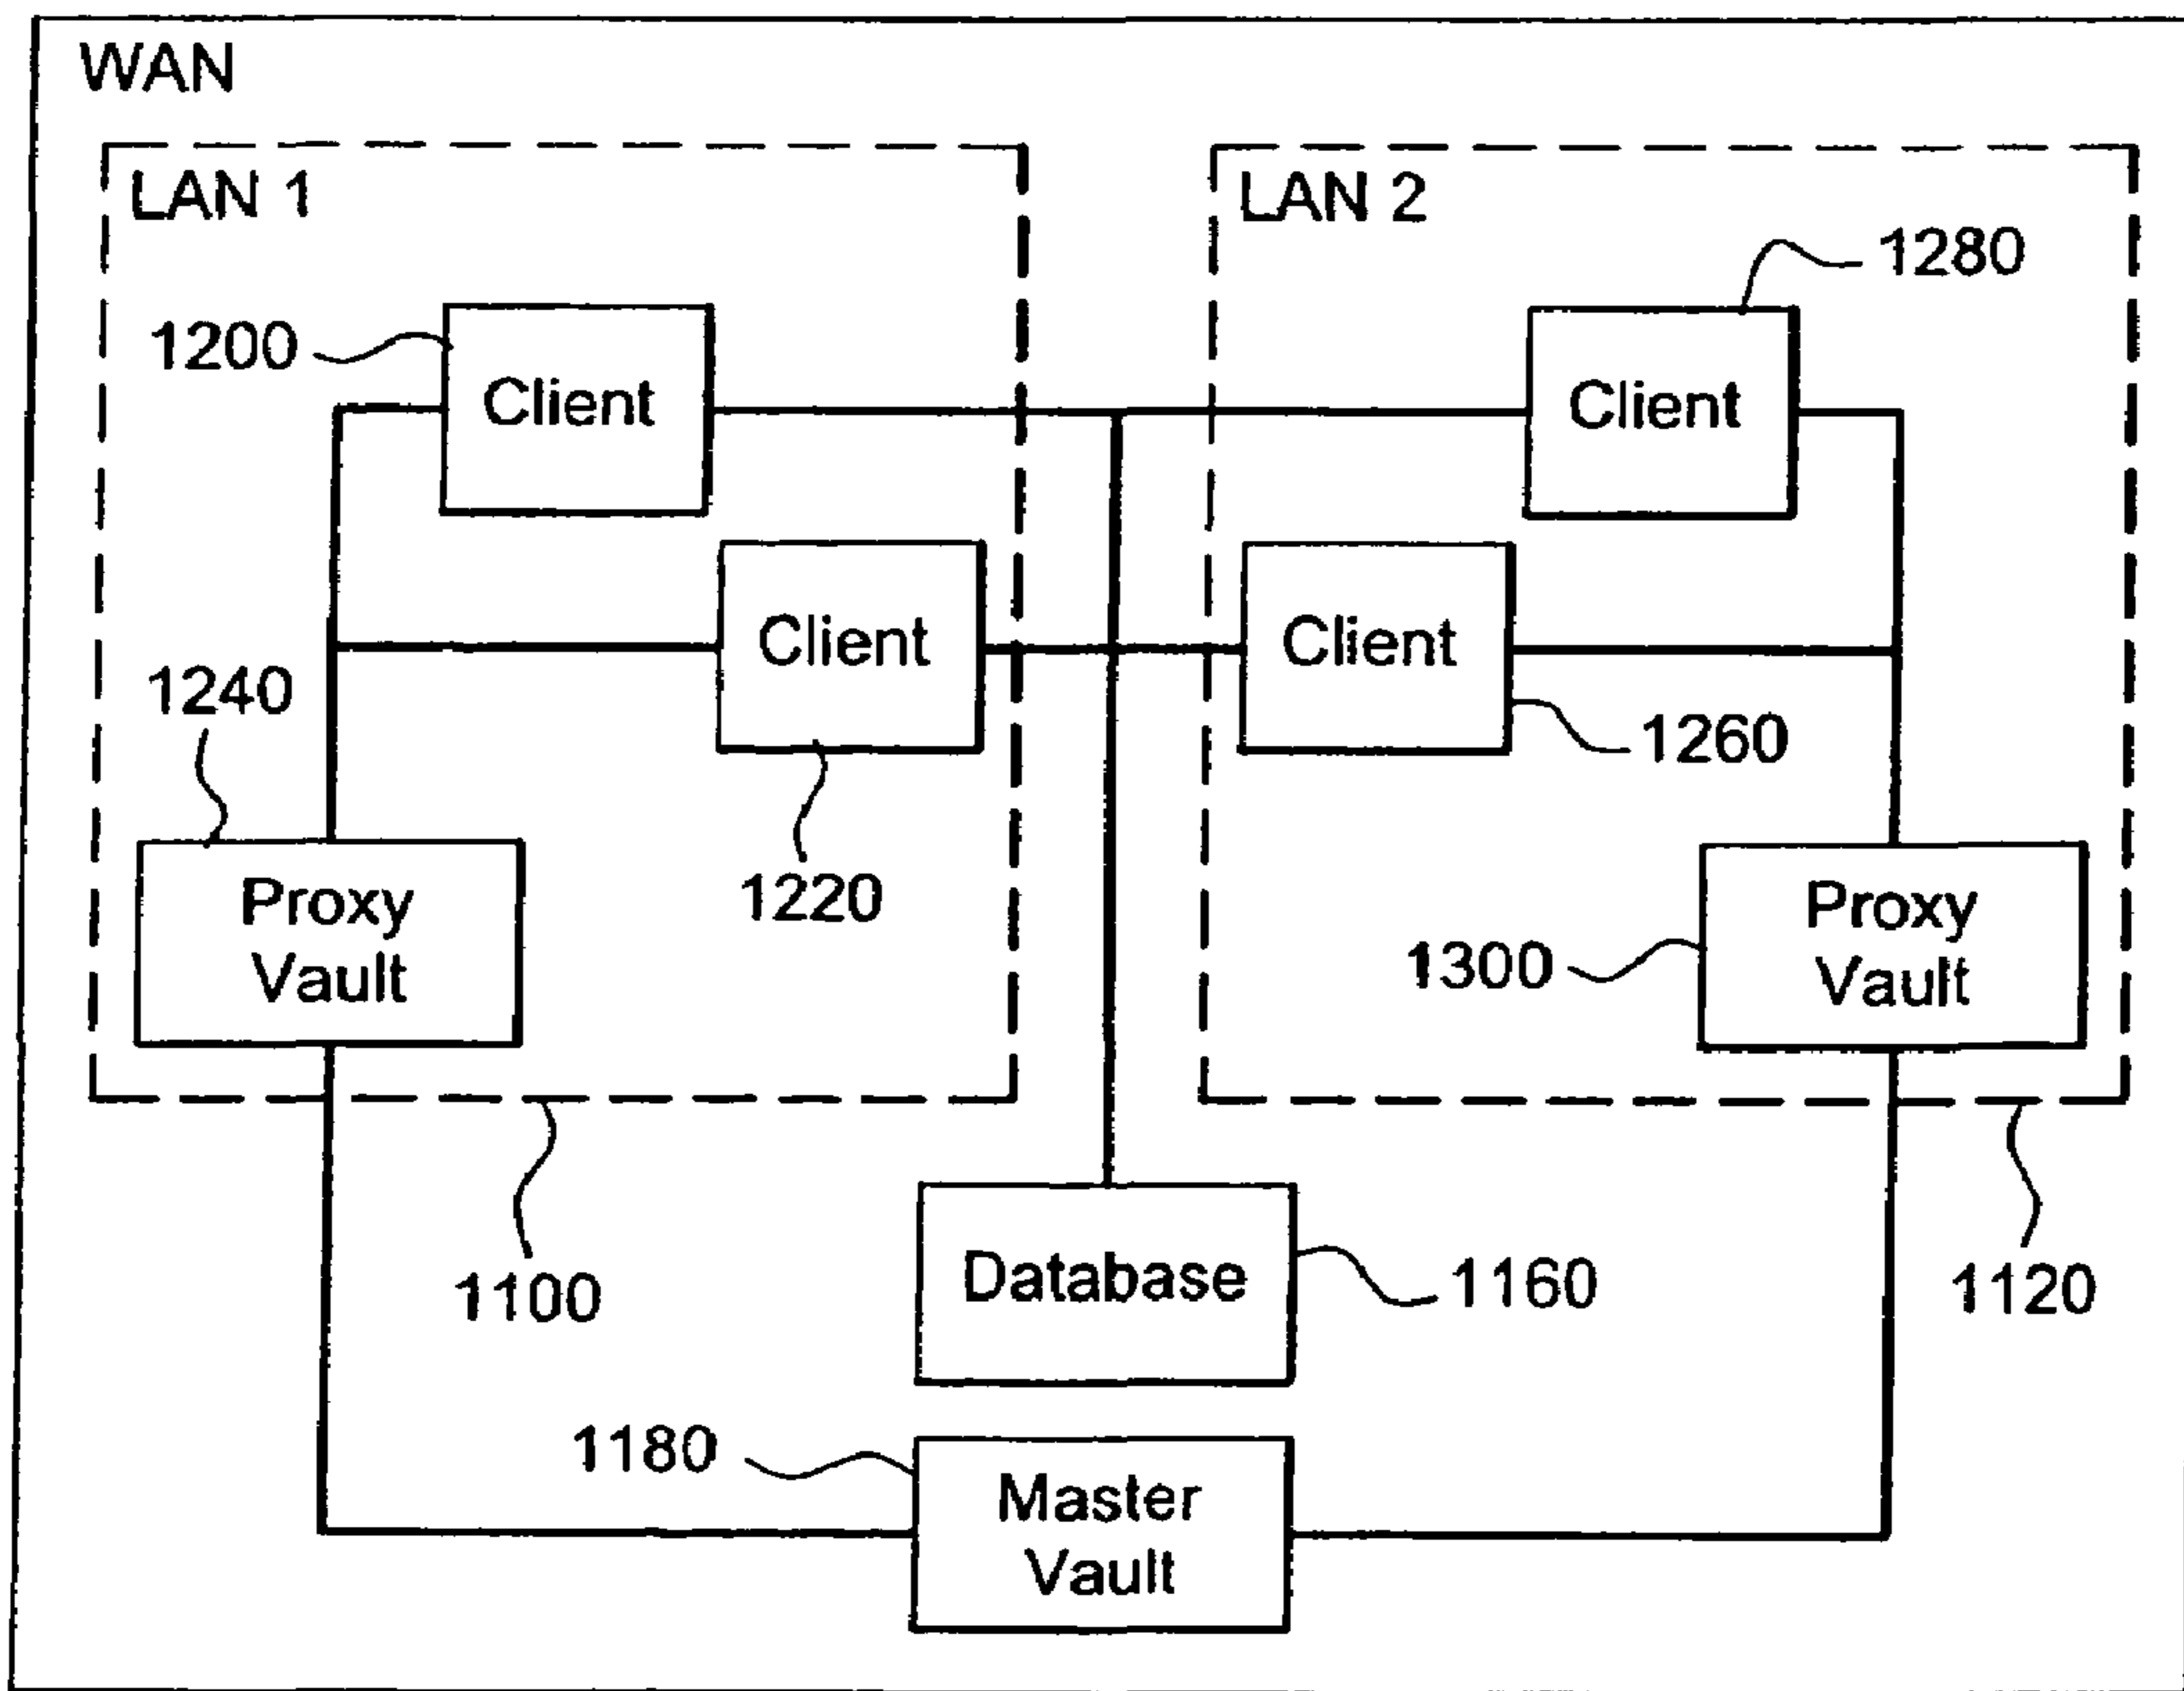 WAN
LAN 1
LAN 2
1280
1200
Client
Client
Client
Client
1240
1260
1220
Proxy
Vault
Proxy
Vault
1300
1100
Database
1160
1120
1180
Master
Vault